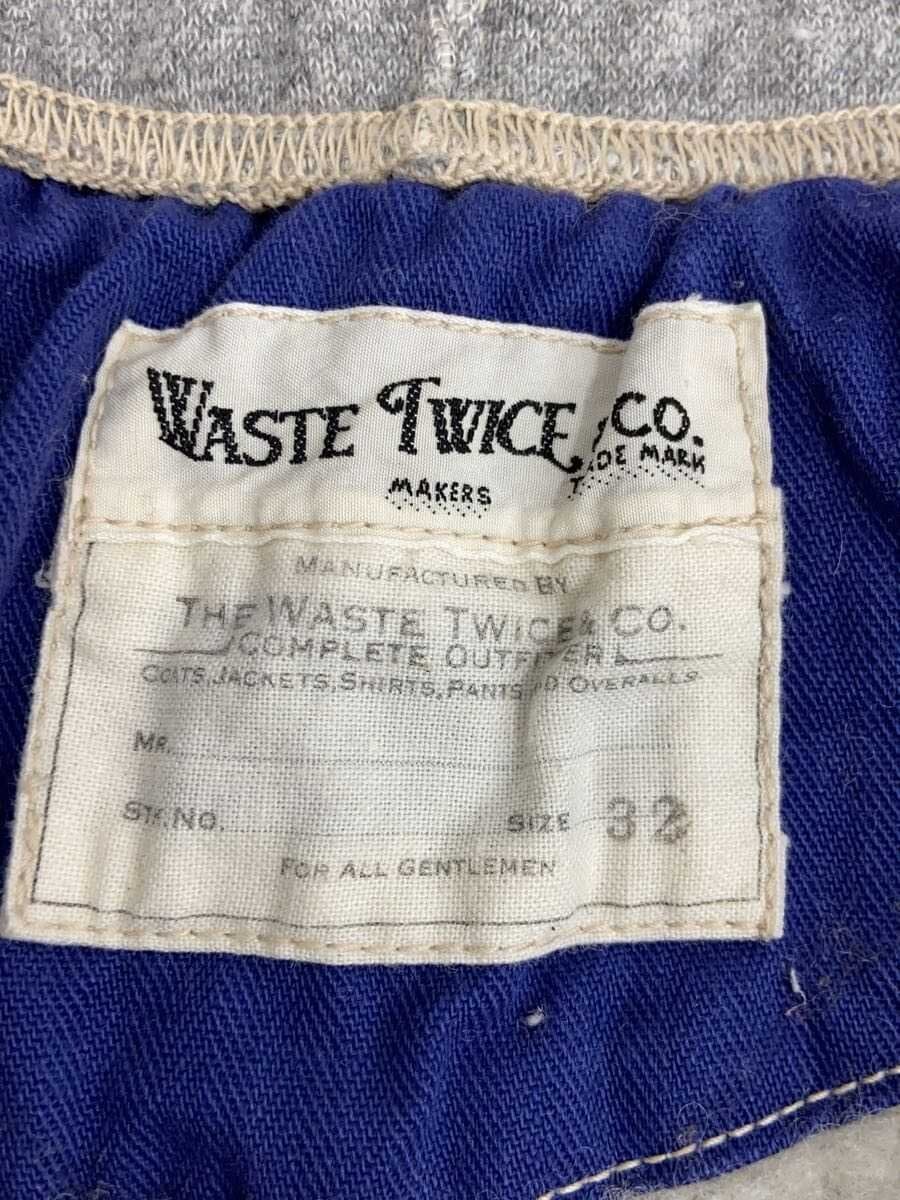 WASTE TWICE & CO.
MAKERS TRADE MARK
MANUFACTURED BY
THE WASTE TWICE & CO.
COMPLETE OUTFITTER
COATS, JACKETS, SHIRTS, PANTS AND OVERALLS
MR.
STK. NO. SIZE 32
FOR ALL GENTLEMEN